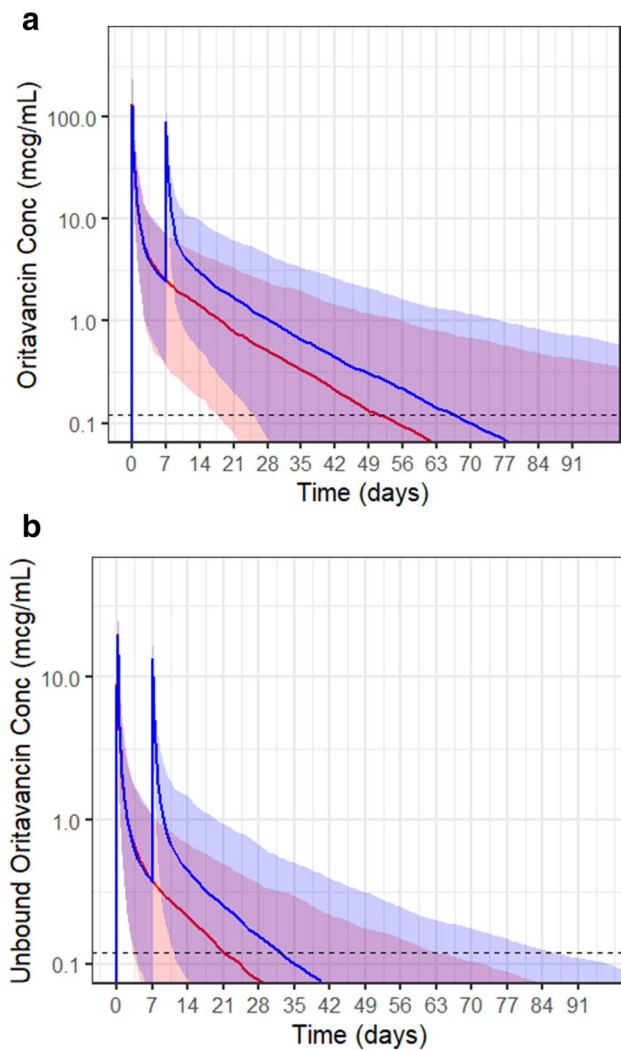 a
Oritavancin Conc (mcg/mL)
100.0
10.0
1.0
0.1
0 7 14 21 28 35 42 49 56 63 70 77 84 91
Time (days)
b
Unbound Oritavancin Conc (mcg/mL)
10.0
1.0
0.1
0 7 14 21 28 35 42 49 56 63 70 77 84 91
Time (days)